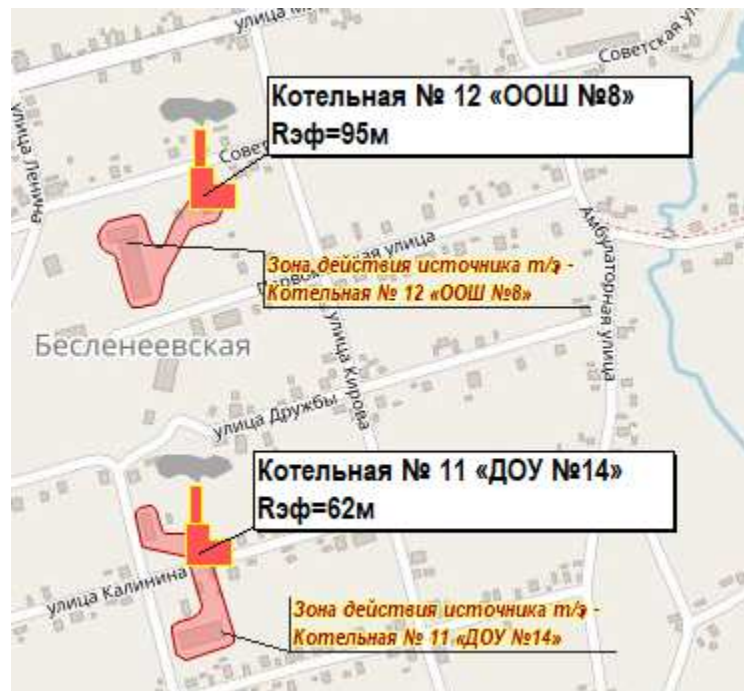 улица М
Советская ул
Котельная № 12 «ООШ №8»
Rэф=95м
Совет
улица Ленина
Амбулаторная улица
ая улица
Зона действия источника т/э -
Котельная № 12 «ООШ №8»
Бесленеевская
улица Кирова
улица Дружбы
Котельная № 11 «ДОУ №14»
Rэф=62м
улица Калинина
Зона действия источника т/э -
Котельная № 11 «ДОУ №14»